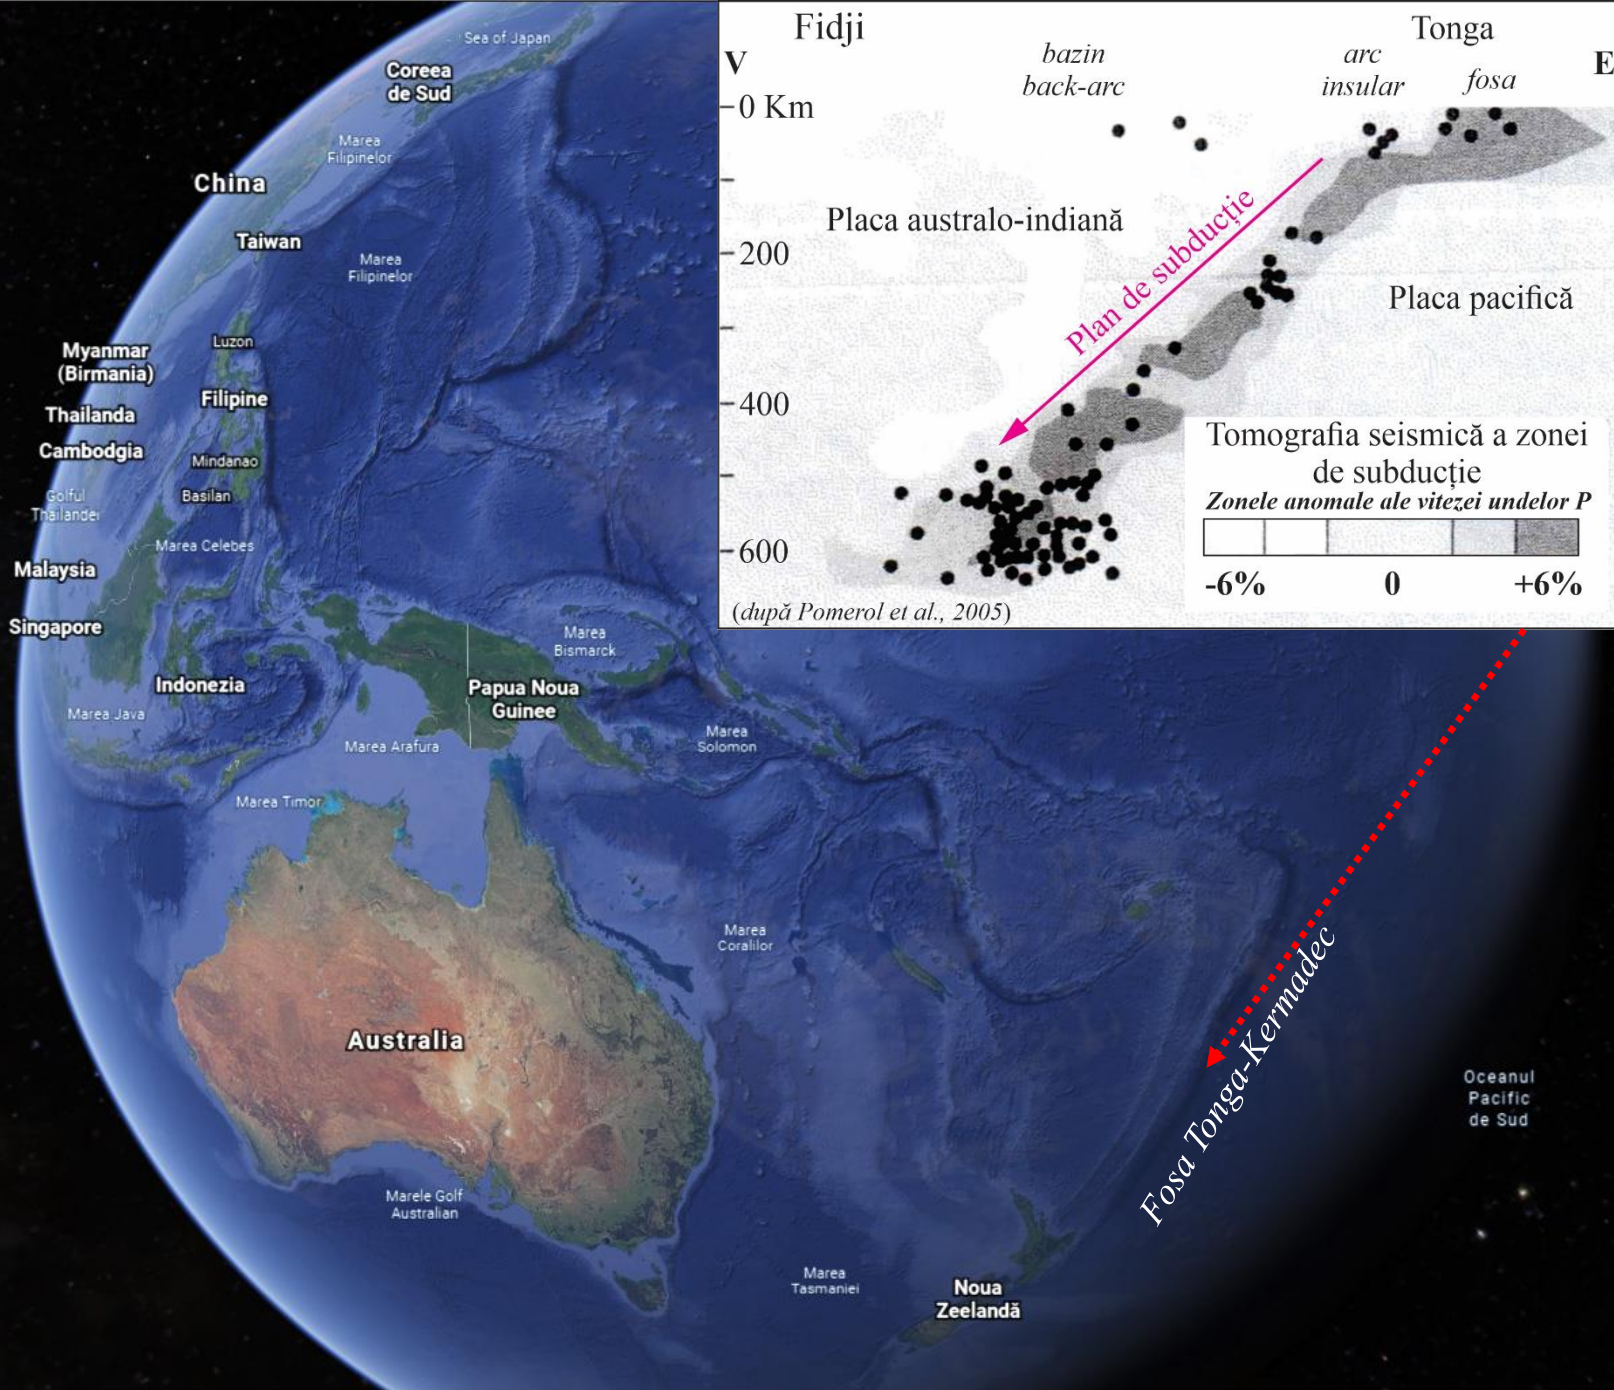 Fidji
Tonga
V
bazin
back-arc
arc
insular
fosa
E
0 Km
Placa australo-indiană
200
Plan de subducție
Placa pacifică
400
Tomografia seismică a zonei
de subducție
Zonele anomale ale vitezei undelor P
600
-6%
0
+6%
(după Pomerol et al., 2005)
Sea of Japan
Coreea
de Sud
Marea
Filipinelor
China
Taiwan
Marea
Filipinelor
Luzon
Myanmar
(Birmania)
Filipine
Thailanda
Cambodgia
Mindanao
Golful
Thailandei
Basilan
Marea Celebes
Malaysia
Singapore
Marea
Bismarck
Indonezia
Papua Noua
Guinee
Marea Java
Marea Arafura
Marea
Solomon
Marea Timor
Marea
Coralilor
Fosa Tonga-Kermadec
Australia
Oceanul
Pacific
de Sud
Marele Golf
Australian
Marea
Tasmaniei
Noua
Zeelandă